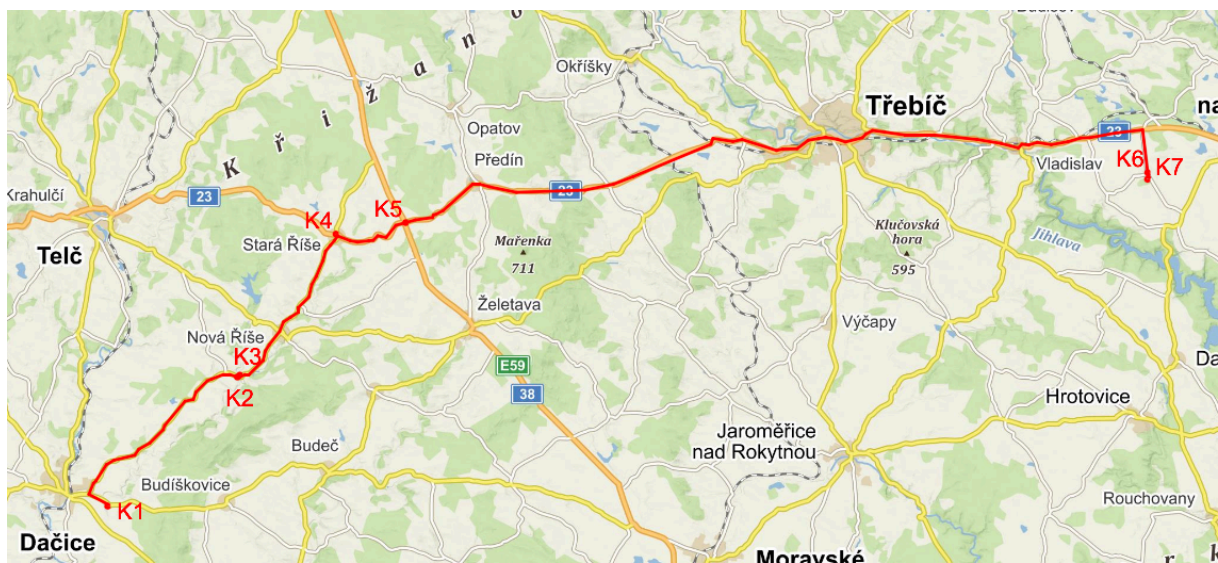 Okříšky
Třebíč
na
Opatov
Předín
K ř i ž a n o
Krahulčí
23
K4
K5
23
23
Vladislav
K6
K7
Telč
Stará Říše
Mařenka
711
Klučovská
hora
595
Jihlava
Želetava
Nová Říše
Výčapy
K3
K2
E59
38
Da
Hrotovice
Jaroměřice
nad Rokytnou
Budeč
Budíškovice
K1
Rouchovany
Dačice
Moravské